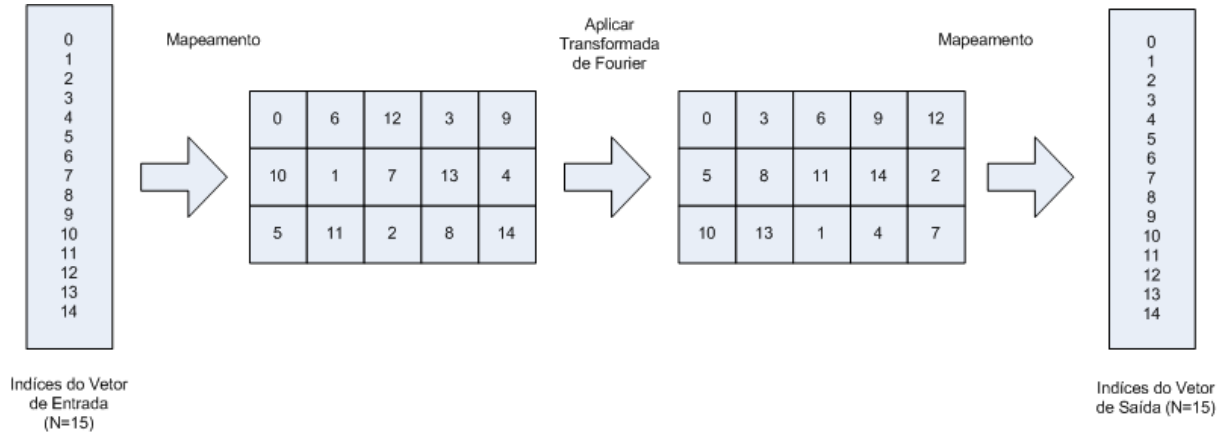 0
1
2
3
4
5
6
7
8
9
10
11
12
13
14
Indíces do Vetor
de Entrada
(N=15)
Mapeamento
0 6 12 3 9
10 1 7 13 4
5 11 2 8 14
Aplicar
Transformada
de Fourier
0 3 6 9 12
5 8 11 14 2
10 13 1 4 7
Mapeamento
0
1
2
3
4
5
6
7
8
9
10
11
12
13
14
Indíces do Vetor
de Saída (N=15)